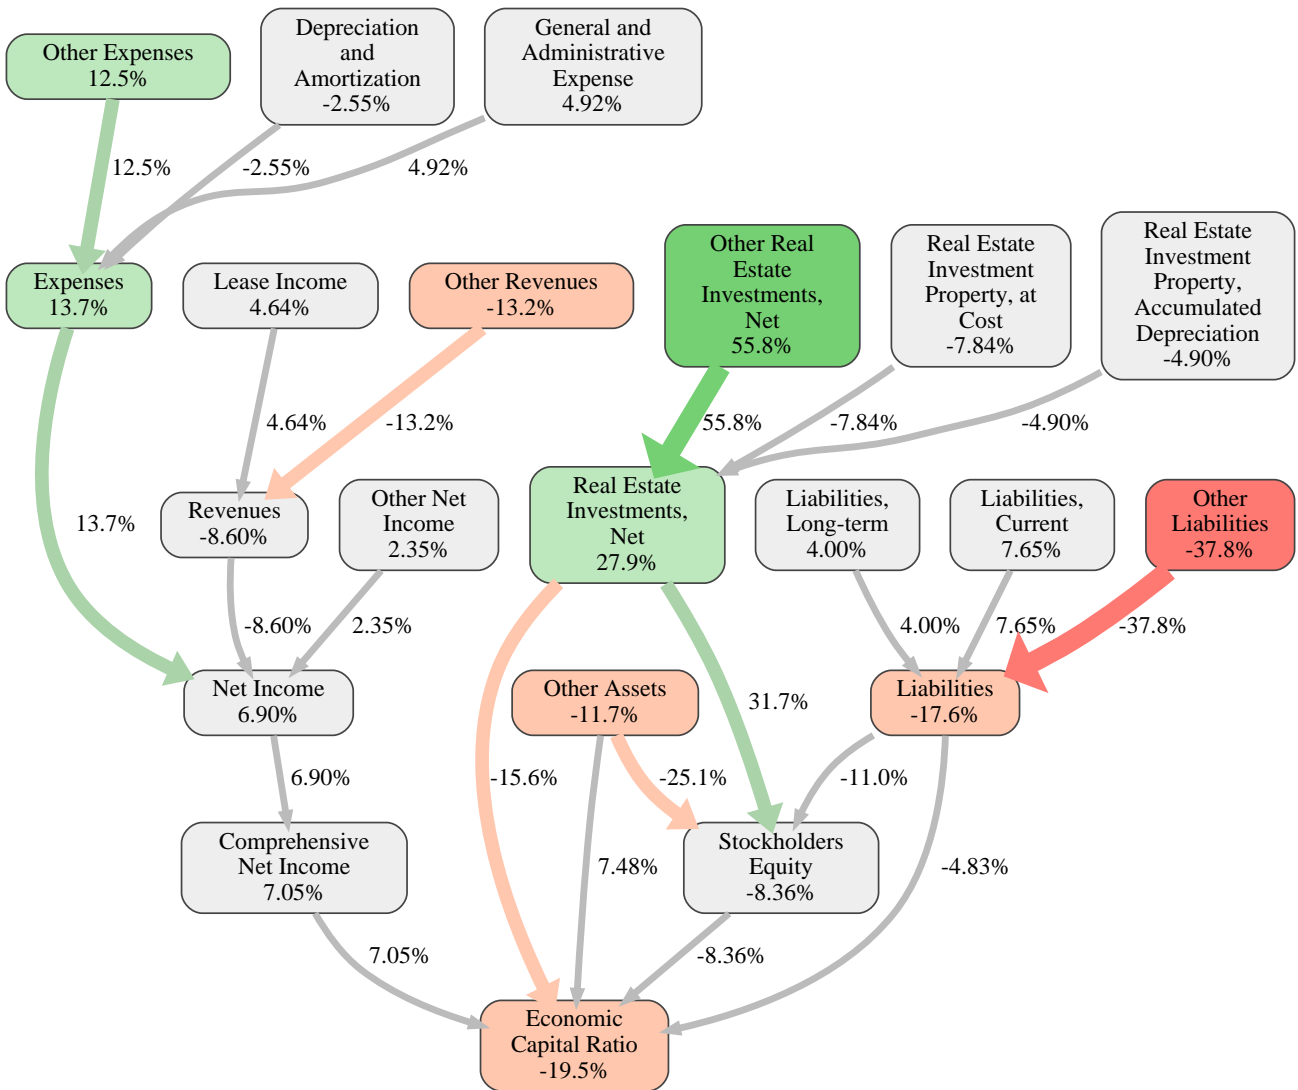 Depreciation
and
Amortization
-2.55%
General and
Administrative
Expense
4.92%
Other Expenses
12.5%
12.5%
-2.55%
4.92%
Other Real
Estate
Investments,
Net
55.8%
Real Estate
Investment
Property, at
Cost
-7.84%
Real Estate
Investment
Property,
Accumulated
Depreciation
-4.90%
Expenses
13.7%
Lease Income
4.64%
Other Revenues
-13.2%
4.64%
-13.2%
55.8%
-7.84%
-4.90%
13.7%
Revenues
-8.60%
Other Net
Income
2.35%
Real Estate
Investments,
Net
27.9%
Liabilities,
Long-term
4.00%
Liabilities,
Current
7.65%
Other
Liabilities
-37.8%
-8.60%
2.35%
4.00%
7.65%
-37.8%
Net Income
6.90%
Other Assets
-11.7%
31.7%
Liabilities
-17.6%
6.90%
-15.6%
-25.1%
-11.0%
Comprehensive
Net Income
7.05%
7.48%
Stockholders
Equity
-8.36%
-4.83%
7.05%
-8.36%
Economic
Capital Ratio
-19.5%